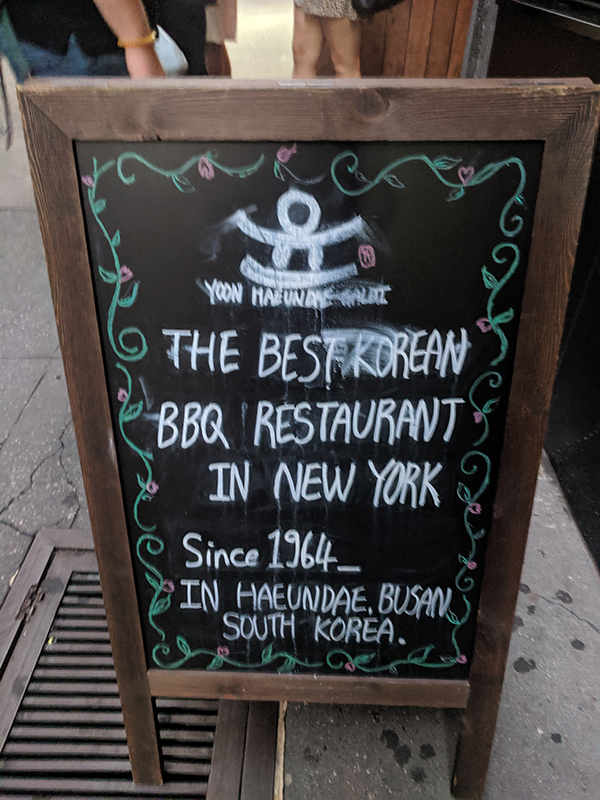 YOON HAEUNDAE GALBI
THE BEST KOREAN
BBQ RESTAURANT
IN NEW YORK
Since 1964_
IN HAEUNDAE, BUSAN
SOUTH KOREA.